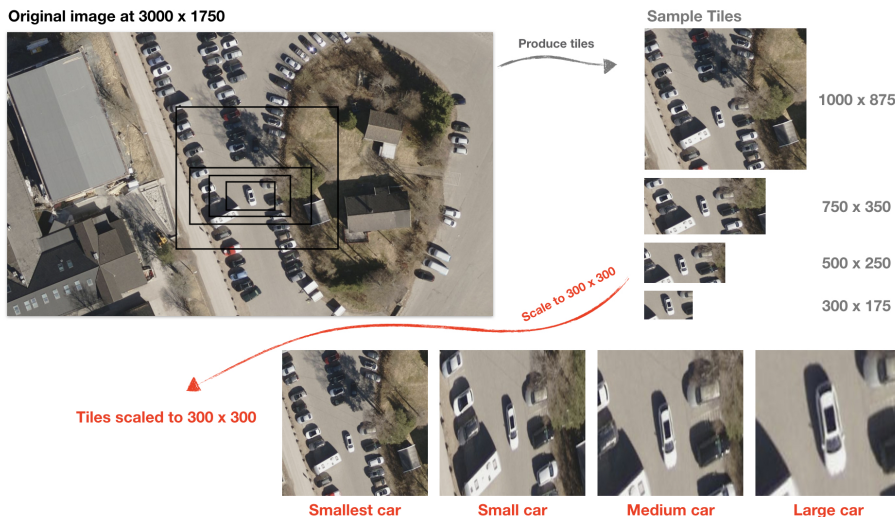 Original image at 3000 x 1750
Produce tiles
Sample Tiles
1000 x 875
750 x 350
500 x 250
300 x 175
Scale to 300 x 300
Tiles scaled to 300 x 300
Smallest car
Small car
Medium car
Large car